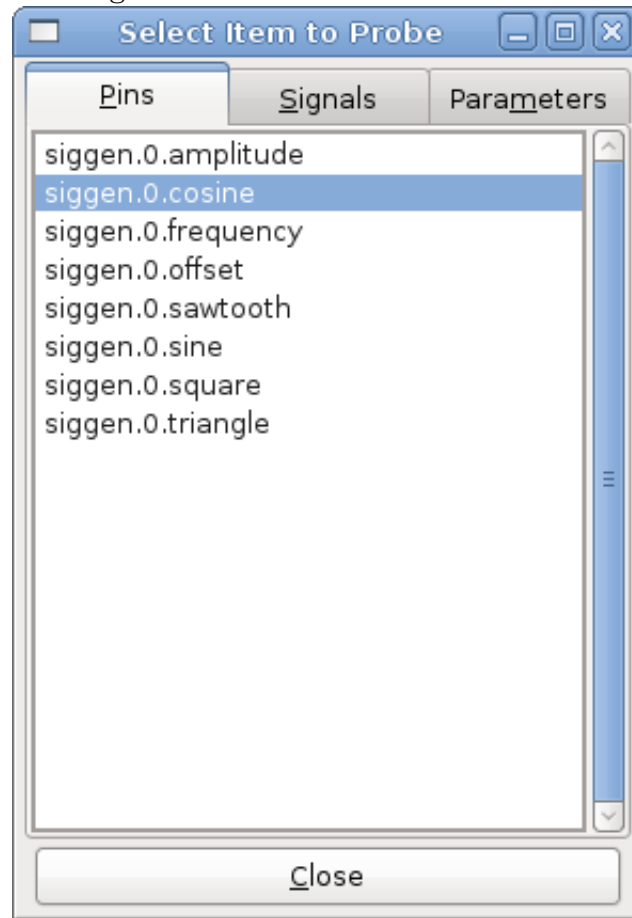 Select Item to Probe
Pins Signals Parameters
siggen.0.amplitude
siggen.0.cosine
siggen.0.frequency
siggen.0.offset
siggen.0.sawtooth
siggen.0.sine
siggen.0.square
siggen.0.triangle
Close